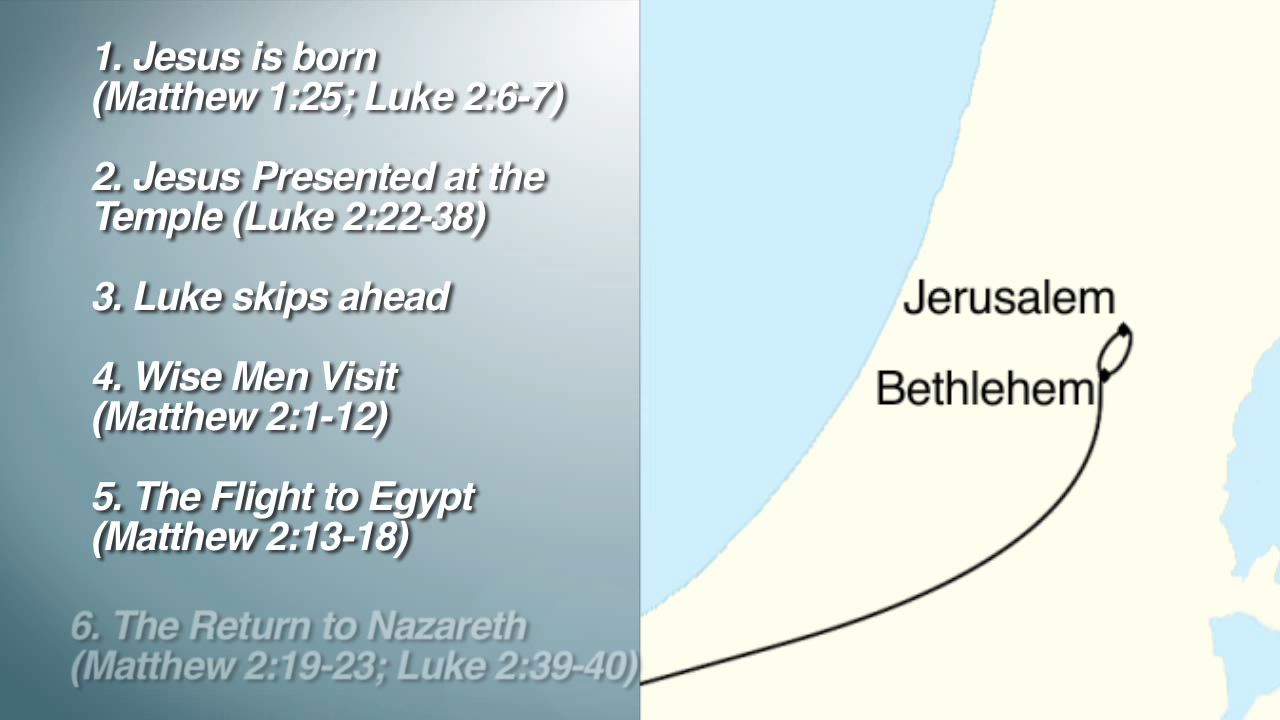 1. Jesus is born
(Matthew 1:25; Luke 2:6-7)
2. Jesus Presented at the
Temple (Luke 2:22-38)
3. Luke skips ahead
4. Wise Men Visit
(Matthew 2:1-12)
5. The Flight to Egypt
(Matthew 2:13-18)
6. The Return to Nazareth
(Matthew 2:19-23; Luke 2:39-40)
Jerusalem
Bethlehem